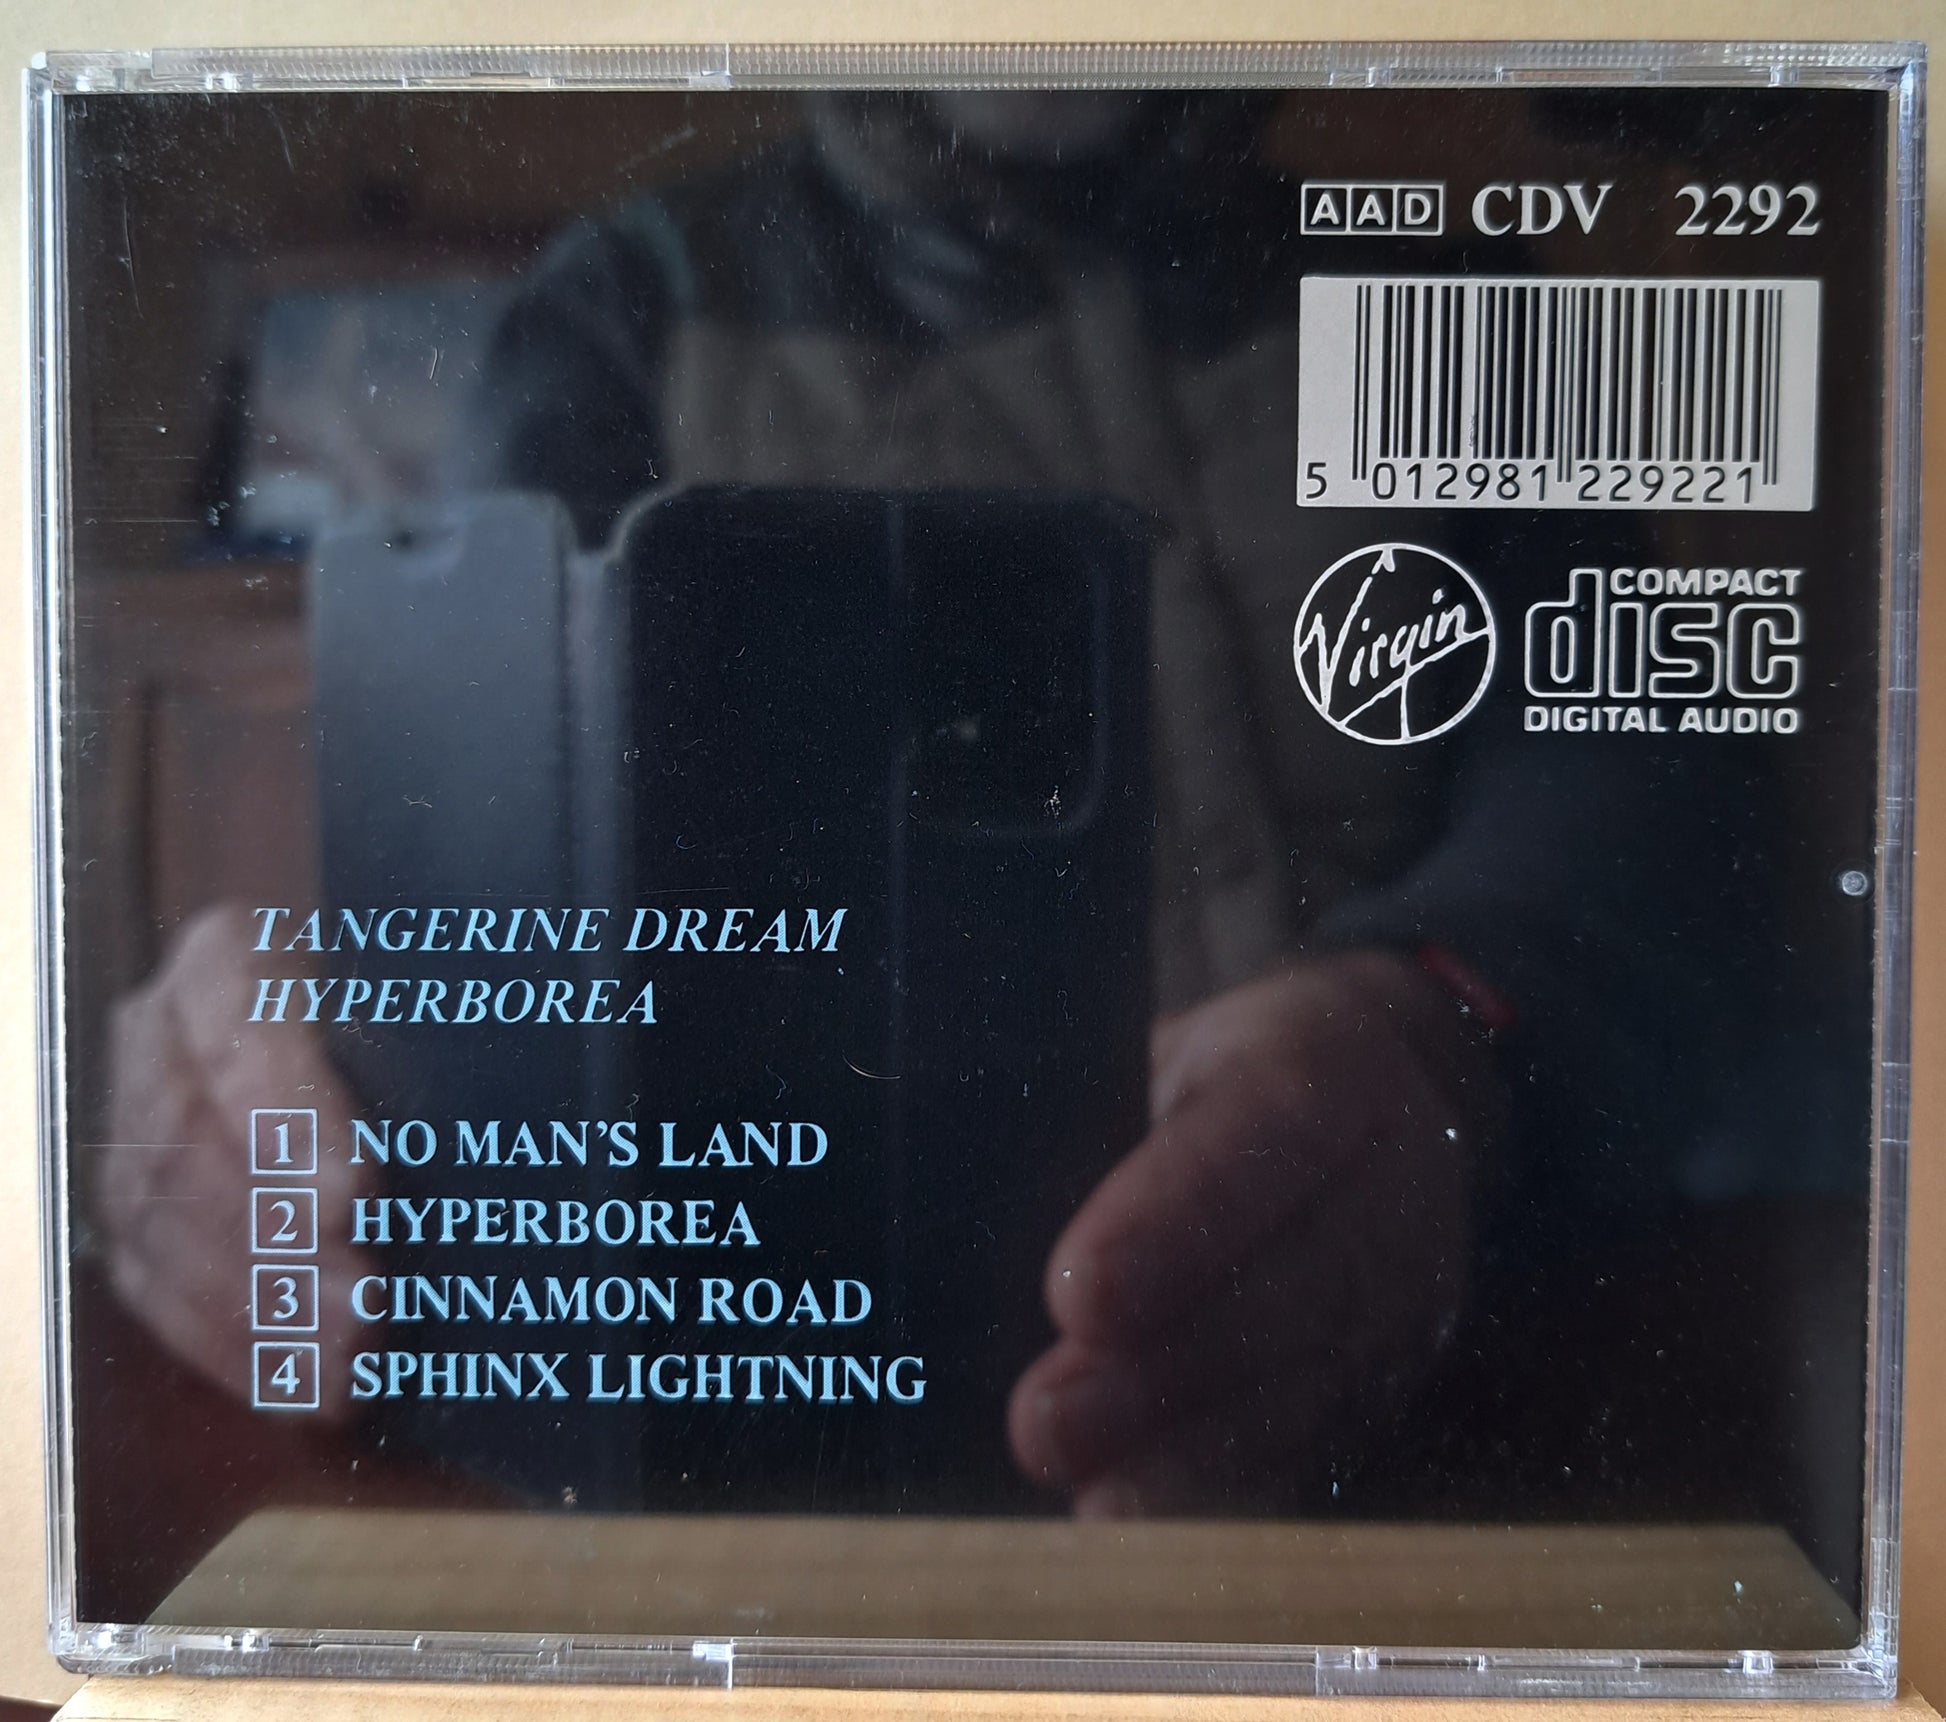 AAD CDV 2292
5 012981 229221
Virgin
COMPACT
disc
DIGITAL AUDIO
TANGERINE DREAM
HYPERBOREA
1 NO MAN'S LAND
2 HYPERBOREA
3 CINNAMON ROAD
4 SPHINX LIGHTNING